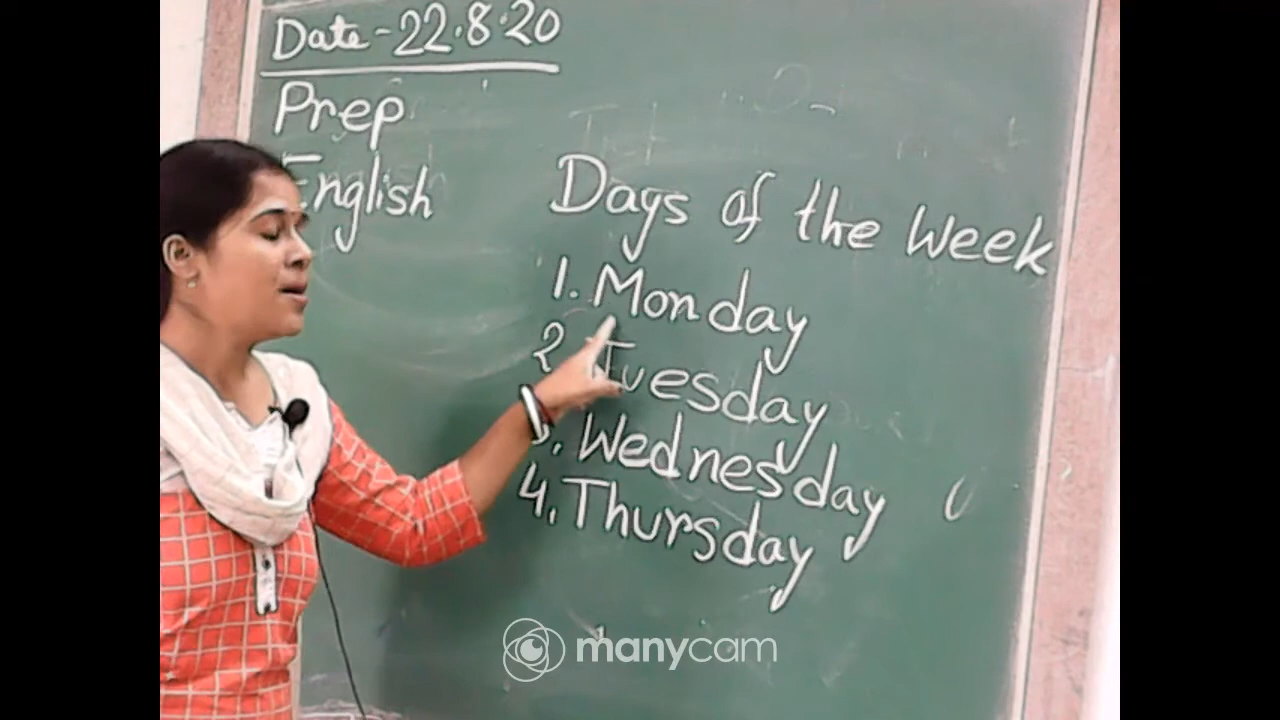 Date-22.8.20
Prep
English
Days of the Week
1. Monday
2. Tuesday
3. Wednesday
4. Thursday
manycam